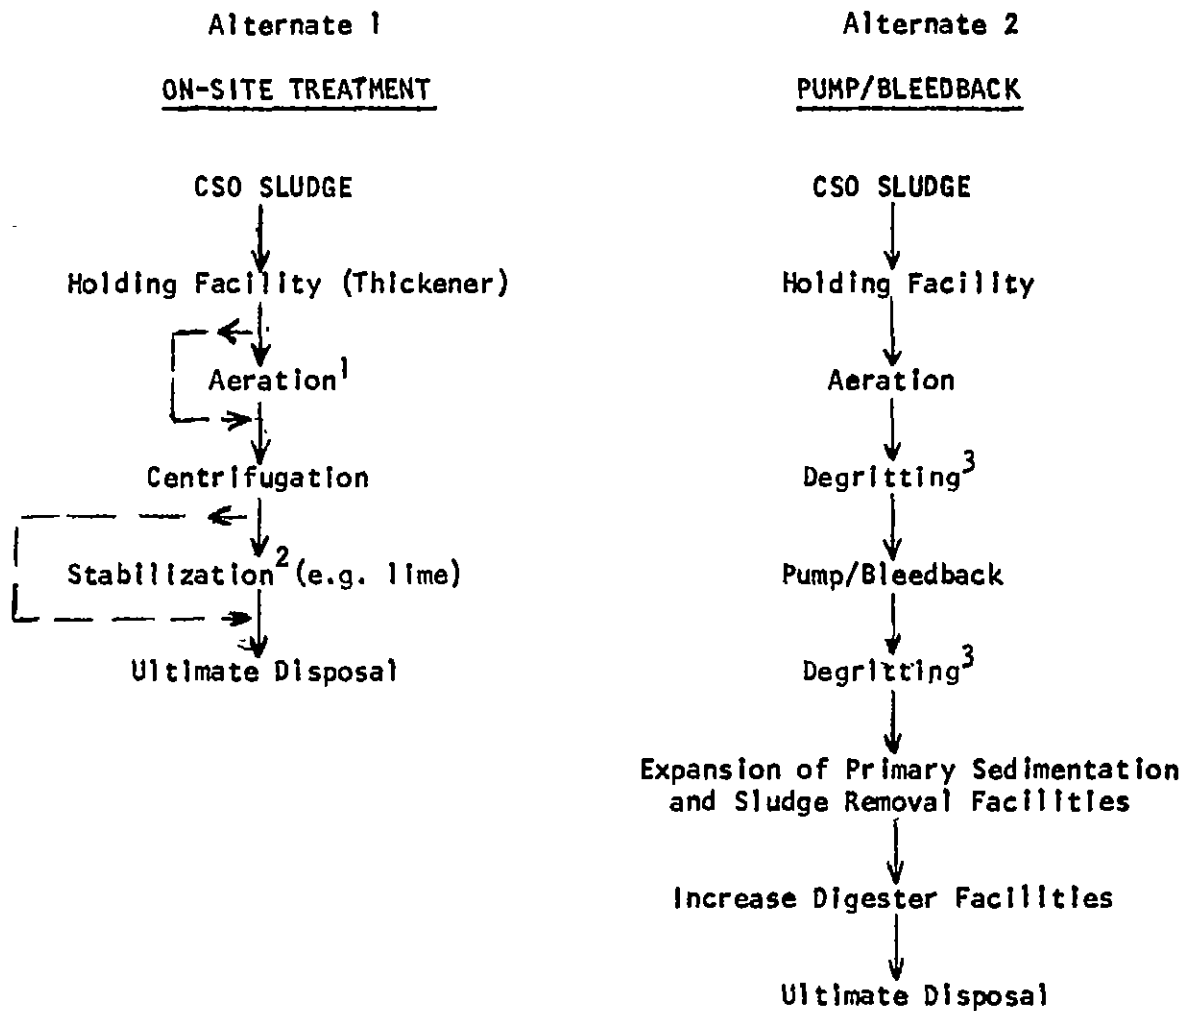 Alternate 1
ON-SITE TREATMENT
CSO SLUDGE
Holding Facility (Thickener)
Aeration1
Centrifugation
Stabilization2 (e.g. lime)
Ultimate Disposal
Alternate 2
PUMP/BLEEDBACK
CSO SLUDGE
Holding Facility
Aeration
Degritting3
Pump/Bleedback
Degritting3
Expansion of Primary Sedimentation
and Sludge Removal Facilities
Increase Digester Facilities
Ultimate Disposal